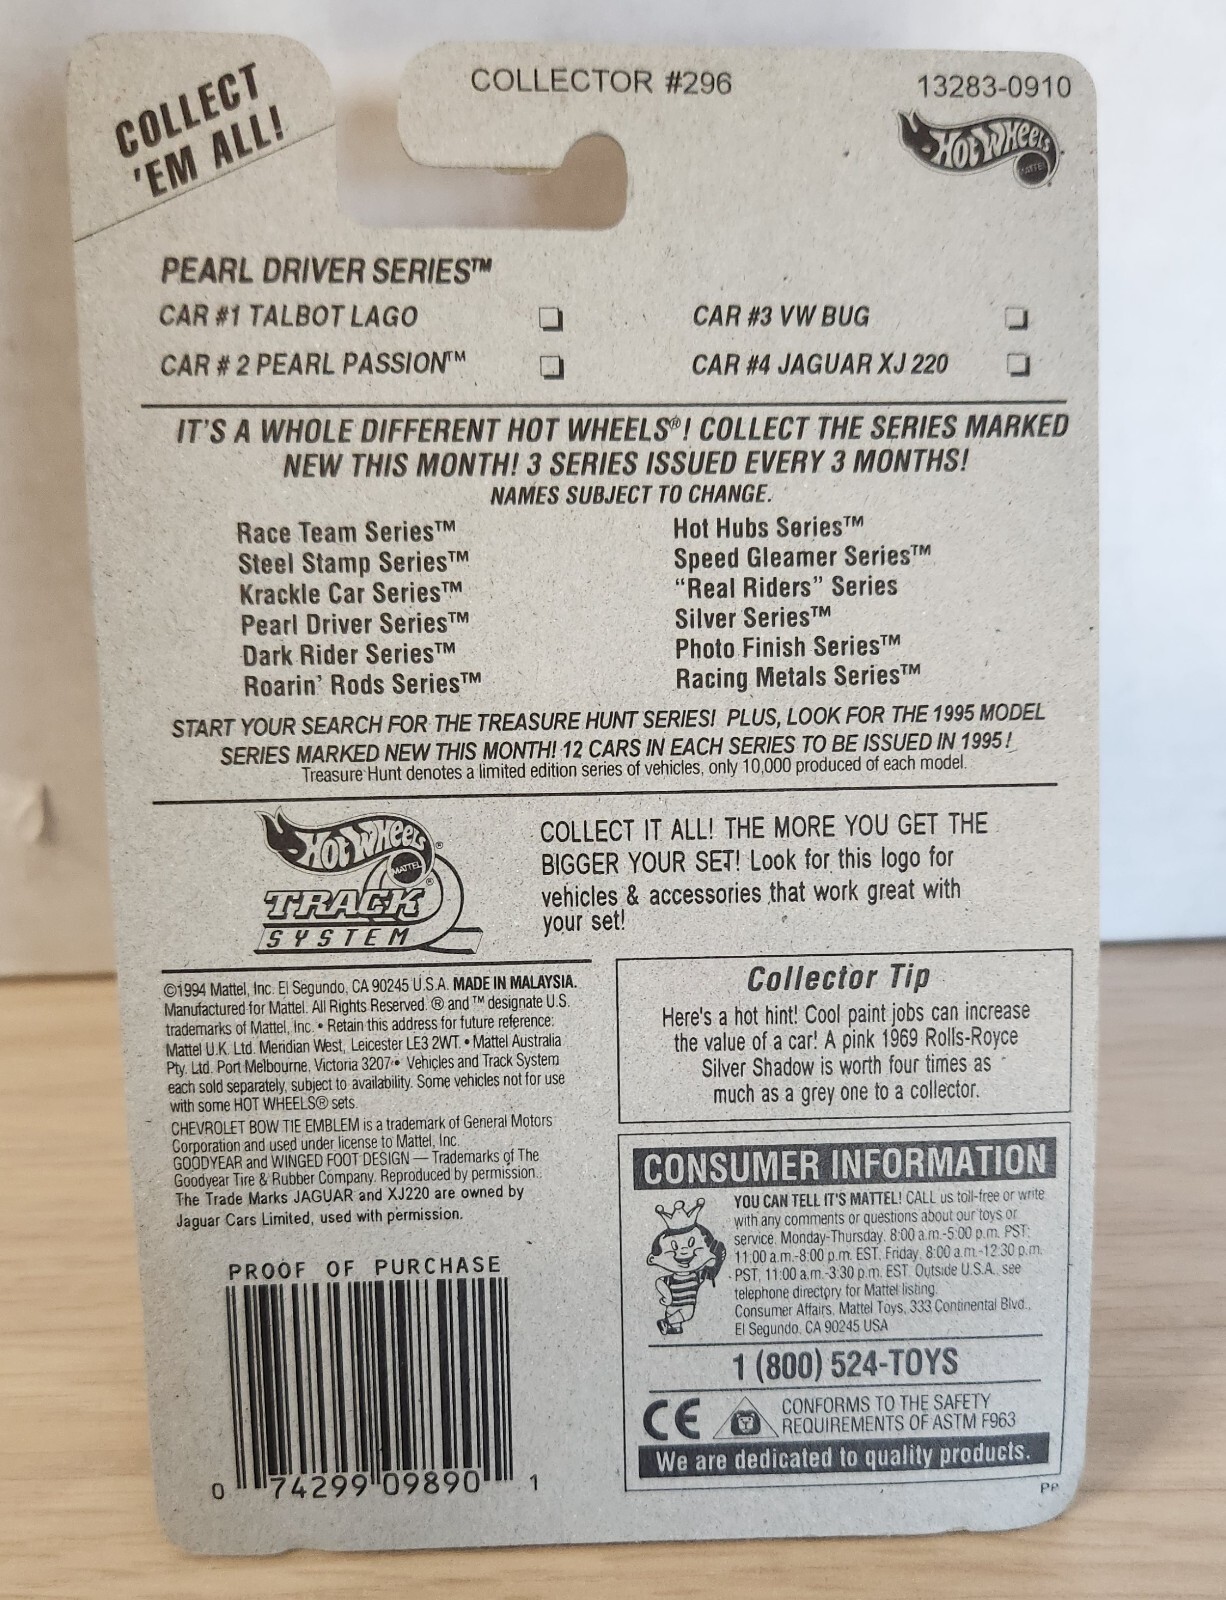 COLLECT
'EM ALL!
COLLECTOR #296
13283-0910
Hot Wheels
MATTEL
PEARL DRIVER SERIES™
CAR #1 TALBOT LAGO
CAR #3 VW BUG
CAR # 2 PEARL PASSION™
CAR #4 JAGUAR XJ 220
IT'S A WHOLE DIFFERENT HOT WHEELS®! COLLECT THE SERIES MARKED
NEW THIS MONTH! 3 SERIES ISSUED EVERY 3 MONTHS!
NAMES SUBJECT TO CHANGE.
Race Team Series™
Steel Stamp Series™
Krackle Car Series™
Pearl Driver Series™
Dark Rider Series™
Roarin' Rods Series™
Hot Hubs Series™
Speed Gleamer Series™
“Real Riders” Series
Silver Series™
Photo Finish Series™
Racing Metals Series™
START YOUR SEARCH FOR THE TREASURE HUNT SERIES! PLUS, LOOK FOR THE 1995 MODEL
SERIES MARKED NEW THIS MONTH! 12 CARS IN EACH SERIES TO BE ISSUED IN 1995!
Treasure Hunt denotes a limited edition series of vehicles, only 10,000 produced of each model.
Hot Wheels®
MATTEL®
TRACK
SYSTEM
COLLECT IT ALL! THE MORE YOU GET THE
BIGGER YOUR SET! Look for this logo for
vehicles & accessories that work great with
your set!
©1994 Mattel, Inc. El Segundo, CA 90245 U.S.A. MADE IN MALAYSIA.
Manufactured for Mattel. All Rights Reserved. ® and ™ designate U.S.
trademarks of Mattel, Inc. • Retain this address for future reference:
Mattel U.K. Ltd. Meridian West, Leicester LE3 2WT. • Mattel Australia
Pty. Ltd. Port Melbourne, Victoria 3207 • Vehicles and Track System
each sold separately, subject to availability. Some vehicles not for use
with some HOT WHEELS® sets.
CHEVROLET BOW TIE EMBLEM is a trademark of General Motors
Corporation and used under license to Mattel, Inc.
GOODYEAR and WINGED FOOT DESIGN — Trademarks of The
Goodyear Tire & Rubber Company. Reproduced by permission.
The Trade Marks JAGUAR and XJ220 are owned by
Jaguar Cars Limited, used with permission.
PROOF OF PURCHASE
0 74299 09890 1
Collector Tip
Here's a hot hint! Cool paint jobs can increase
the value of a car! A pink 1969 Rolls-Royce
Silver Shadow is worth four times as
much as a grey one to a collector.
CONSUMER INFORMATION
YOU CAN TELL IT'S MATTEL! CALL us toll-free or write
with any comments or questions about our toys or
service. Monday-Thursday, 8:00 a.m.-5:00 p.m. PST;
11:00 a.m.-8:00 p.m. EST. Friday, 8:00 a.m.-12:30 p.m.
PST, 11:00 a.m.-3:30 p.m. EST. Outside U.S.A., see
telephone directory for Mattel listing.
Consumer Affairs, Mattel Toys, 333 Continental Blvd.,
El Segundo, CA 90245 USA
1 (800) 524-TOYS
CE
CONFORMS TO THE SAFETY
REQUIREMENTS OF ASTM F963
We are dedicated to quality products.
PP